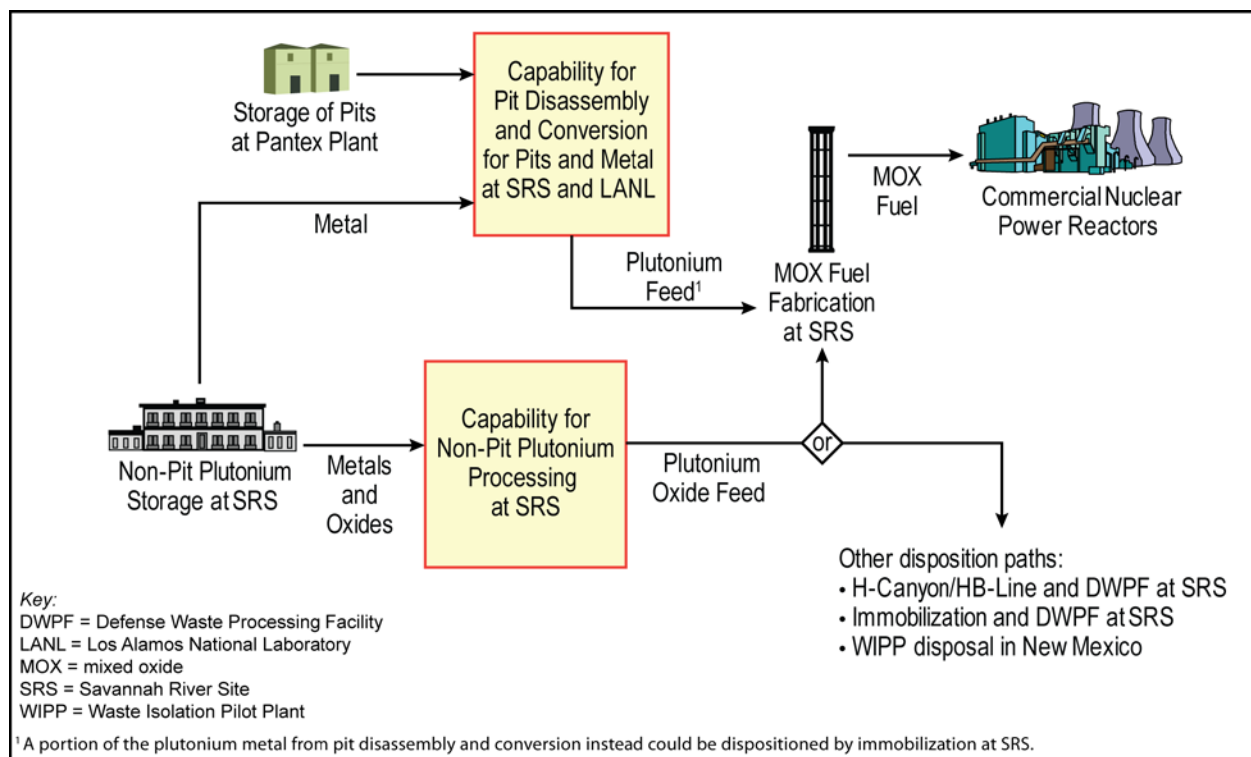 Storage of Pits
at Pantex Plant
Capability for
Pit Disassembly
and Conversion
for Pits and Metal
at SRS and LANL
MOX
Fuel
Commercial Nuclear
Power Reactors
Metal
Plutonium
Feed¹
MOX Fuel
Fabrication
at SRS
Non-Pit Plutonium
Storage at SRS
Metals
and
Oxides
Capability for
Non-Pit Plutonium
Processing
at SRS
Plutonium
Oxide Feed
or
Other disposition paths:
• H-Canyon/HB-Line and DWPF at SRS
• Immobilization and DWPF at SRS
• WIPP disposal in New Mexico
Key:
DWPF = Defense Waste Processing Facility
LANL = Los Alamos National Laboratory
MOX = mixed oxide
SRS = Savannah River Site
WIPP = Waste Isolation Pilot Plant
¹ A portion of the plutonium metal from pit disassembly and conversion instead could be dispositioned by immobilization at SRS.